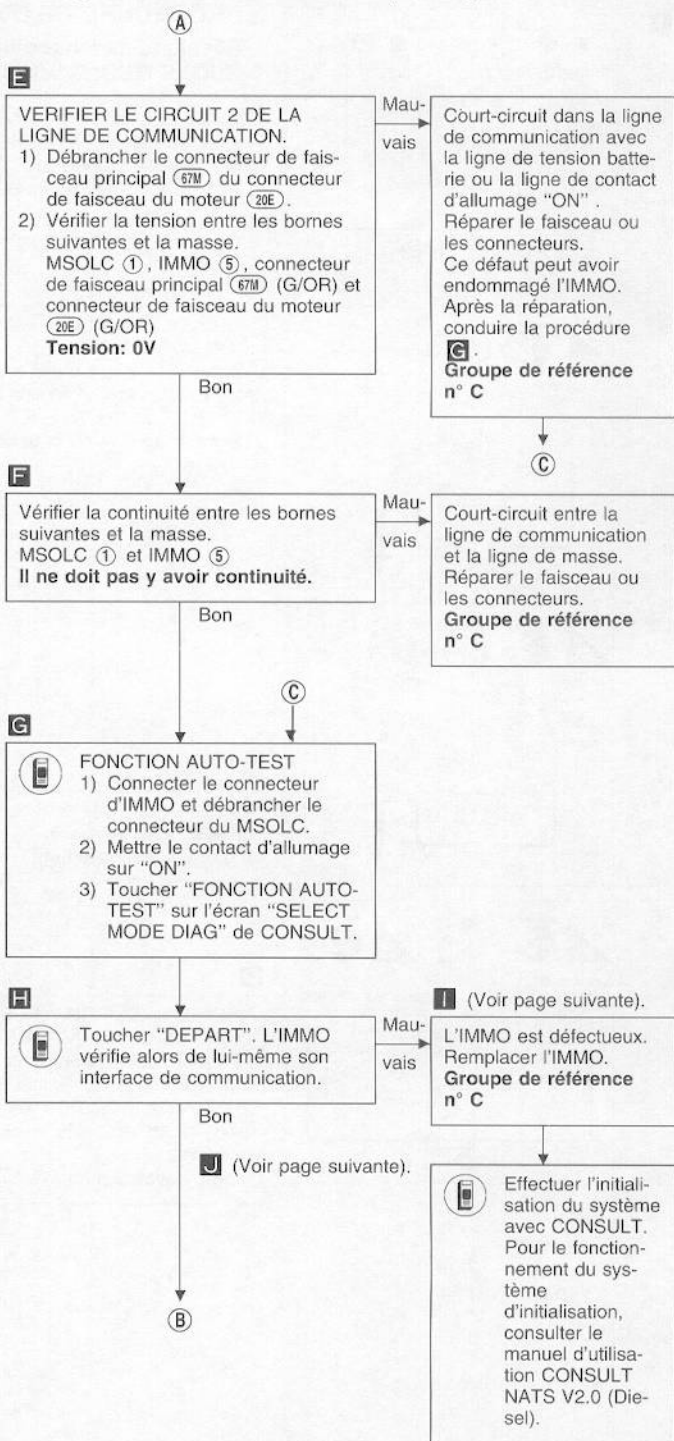 A
E
VERIFIER LE CIRCUIT 2 DE LA
LIGNE DE COMMUNICATION.
1) Débrancher le connecteur de fais-
ceau principal 67M du connecteur
de faisceau du moteur 20E.
2) Vérifier la tension entre les bornes
suivantes et la masse.
MSOLC 1, IMMO 5, connecteur
de faisceau principal 67M (G/OR) et
connecteur de faisceau du moteur
20E (G/OR)
Tension: 0V
Mau-
vais
Court-circuit dans la ligne
de communication avec
la ligne de tension batte-
rie ou la ligne de contact
d'allumage "ON" .
Réparer le faisceau ou
les connecteurs.
Ce défaut peut avoir
endommagé l'IMMO.
Après la réparation,
conduire la procédure
G .
Groupe de référence
n° C
Bon
C
F
Vérifier la continuité entre les bornes
suivantes et la masse.
MSOLC 1 et IMMO 5
Il ne doit pas y avoir continuité.
Mau-
vais
Court-circuit entre la
ligne de communication
et la ligne de masse.
Réparer le faisceau ou
les connecteurs.
Groupe de référence
n° C
Bon
C
G
FONCTION AUTO-TEST
1) Connecter le connecteur
d'IMMO et débrancher le
connecteur du MSOLC.
2) Mettre le contact d'allumage
sur "ON".
3) Toucher "FONCTION AUTO-
TEST" sur l'écran "SELECT
MODE DIAG" de CONSULT.
H
Toucher "DEPART". L'IMMO
vérifie alors de lui-même son
interface de communication.
Mau-
vais
I (Voir page suivante).
L'IMMO est défectueux.
Remplacer l'IMMO.
Groupe de référence
n° C
Bon
J (Voir page suivante).
B
Effectuer l'initiali-
sation du système
avec CONSULT.
Pour le fonction-
nement du sys-
tème
d'initialisation,
consulter le
manuel d'utilisa-
tion CONSULT
NATS V2.0 (Die-
sel).